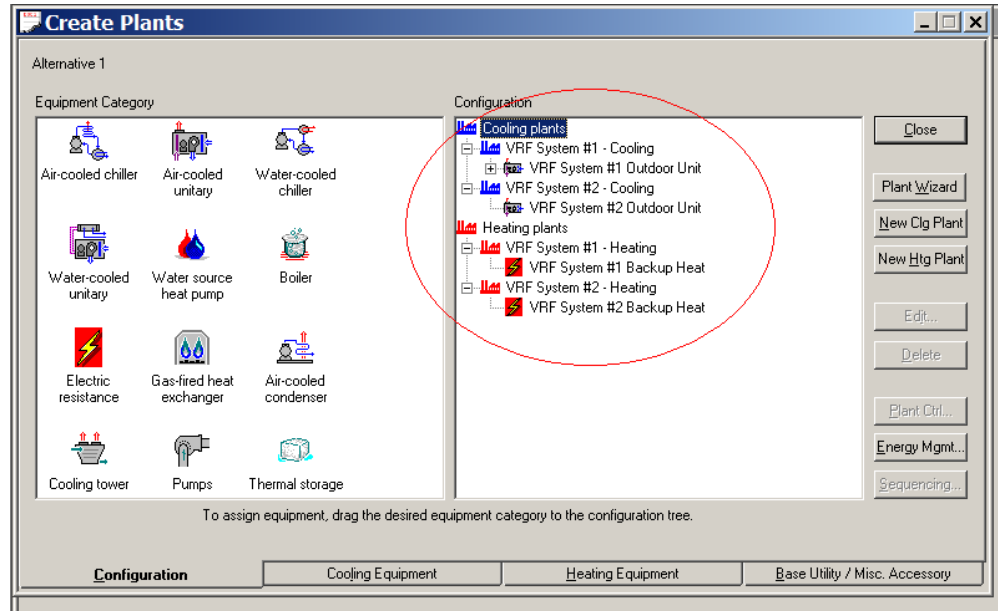 Create Plants
Alternative 1
Equipment Category
Configuration
Air-cooled chiller
Air-cooled unitary
Water-cooled chiller
Water-cooled unitary
Water source heat pump
Boiler
Electric resistance
Gas-fired heat exchanger
Air-cooled condenser
Cooling tower
Pumps
Thermal storage
Cooling plants
VRF System #1 - Cooling
VRF System #1 Outdoor Unit
VRF System #2 - Cooling
VRF System #2 Outdoor Unit
Heating plants
VRF System #1 - Heating
VRF System #1 Backup Heat
VRF System #2 - Heating
VRF System #2 Backup Heat
Close
Plant Wizard
New Clg Plant
New Htg Plant
Edit...
Delete
Plant Ctrl...
Energy Mgmt...
Sequencing...
To assign equipment, drag the desired equipment category to the configuration tree.
Configuration
Cooling Equipment
Heating Equipment
Base Utility / Misc. Accessory